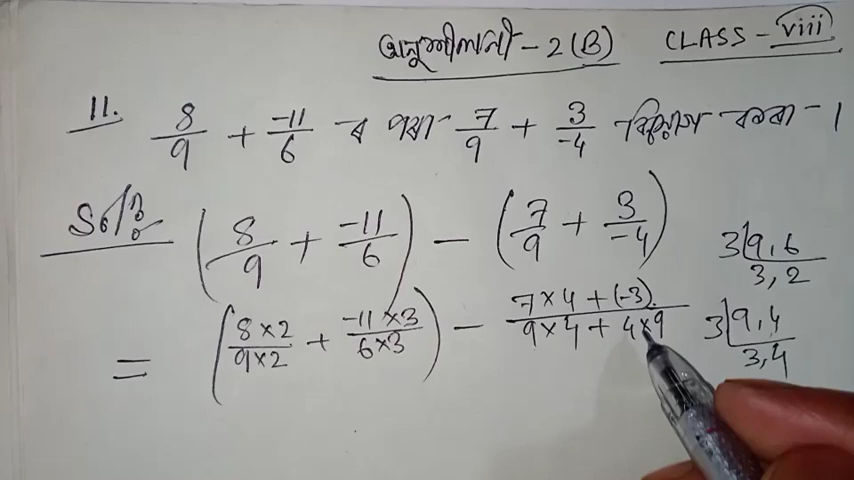 অনুশীলনী - 2(B) CLASS - viii
11. 8/9 + -11/6 ৰ পৰা 7/9 + 3/-4 বিয়োগ কৰা - ।
Solⁿ: (8/9 + -11/6) - (7/9 + 3/-4)
3|9, 6
3, 2
= (8×2/9×2 + -11×3/6×3) - 7×4 + (-3)/9×4 + 4×9
3|9, 4
3, 4